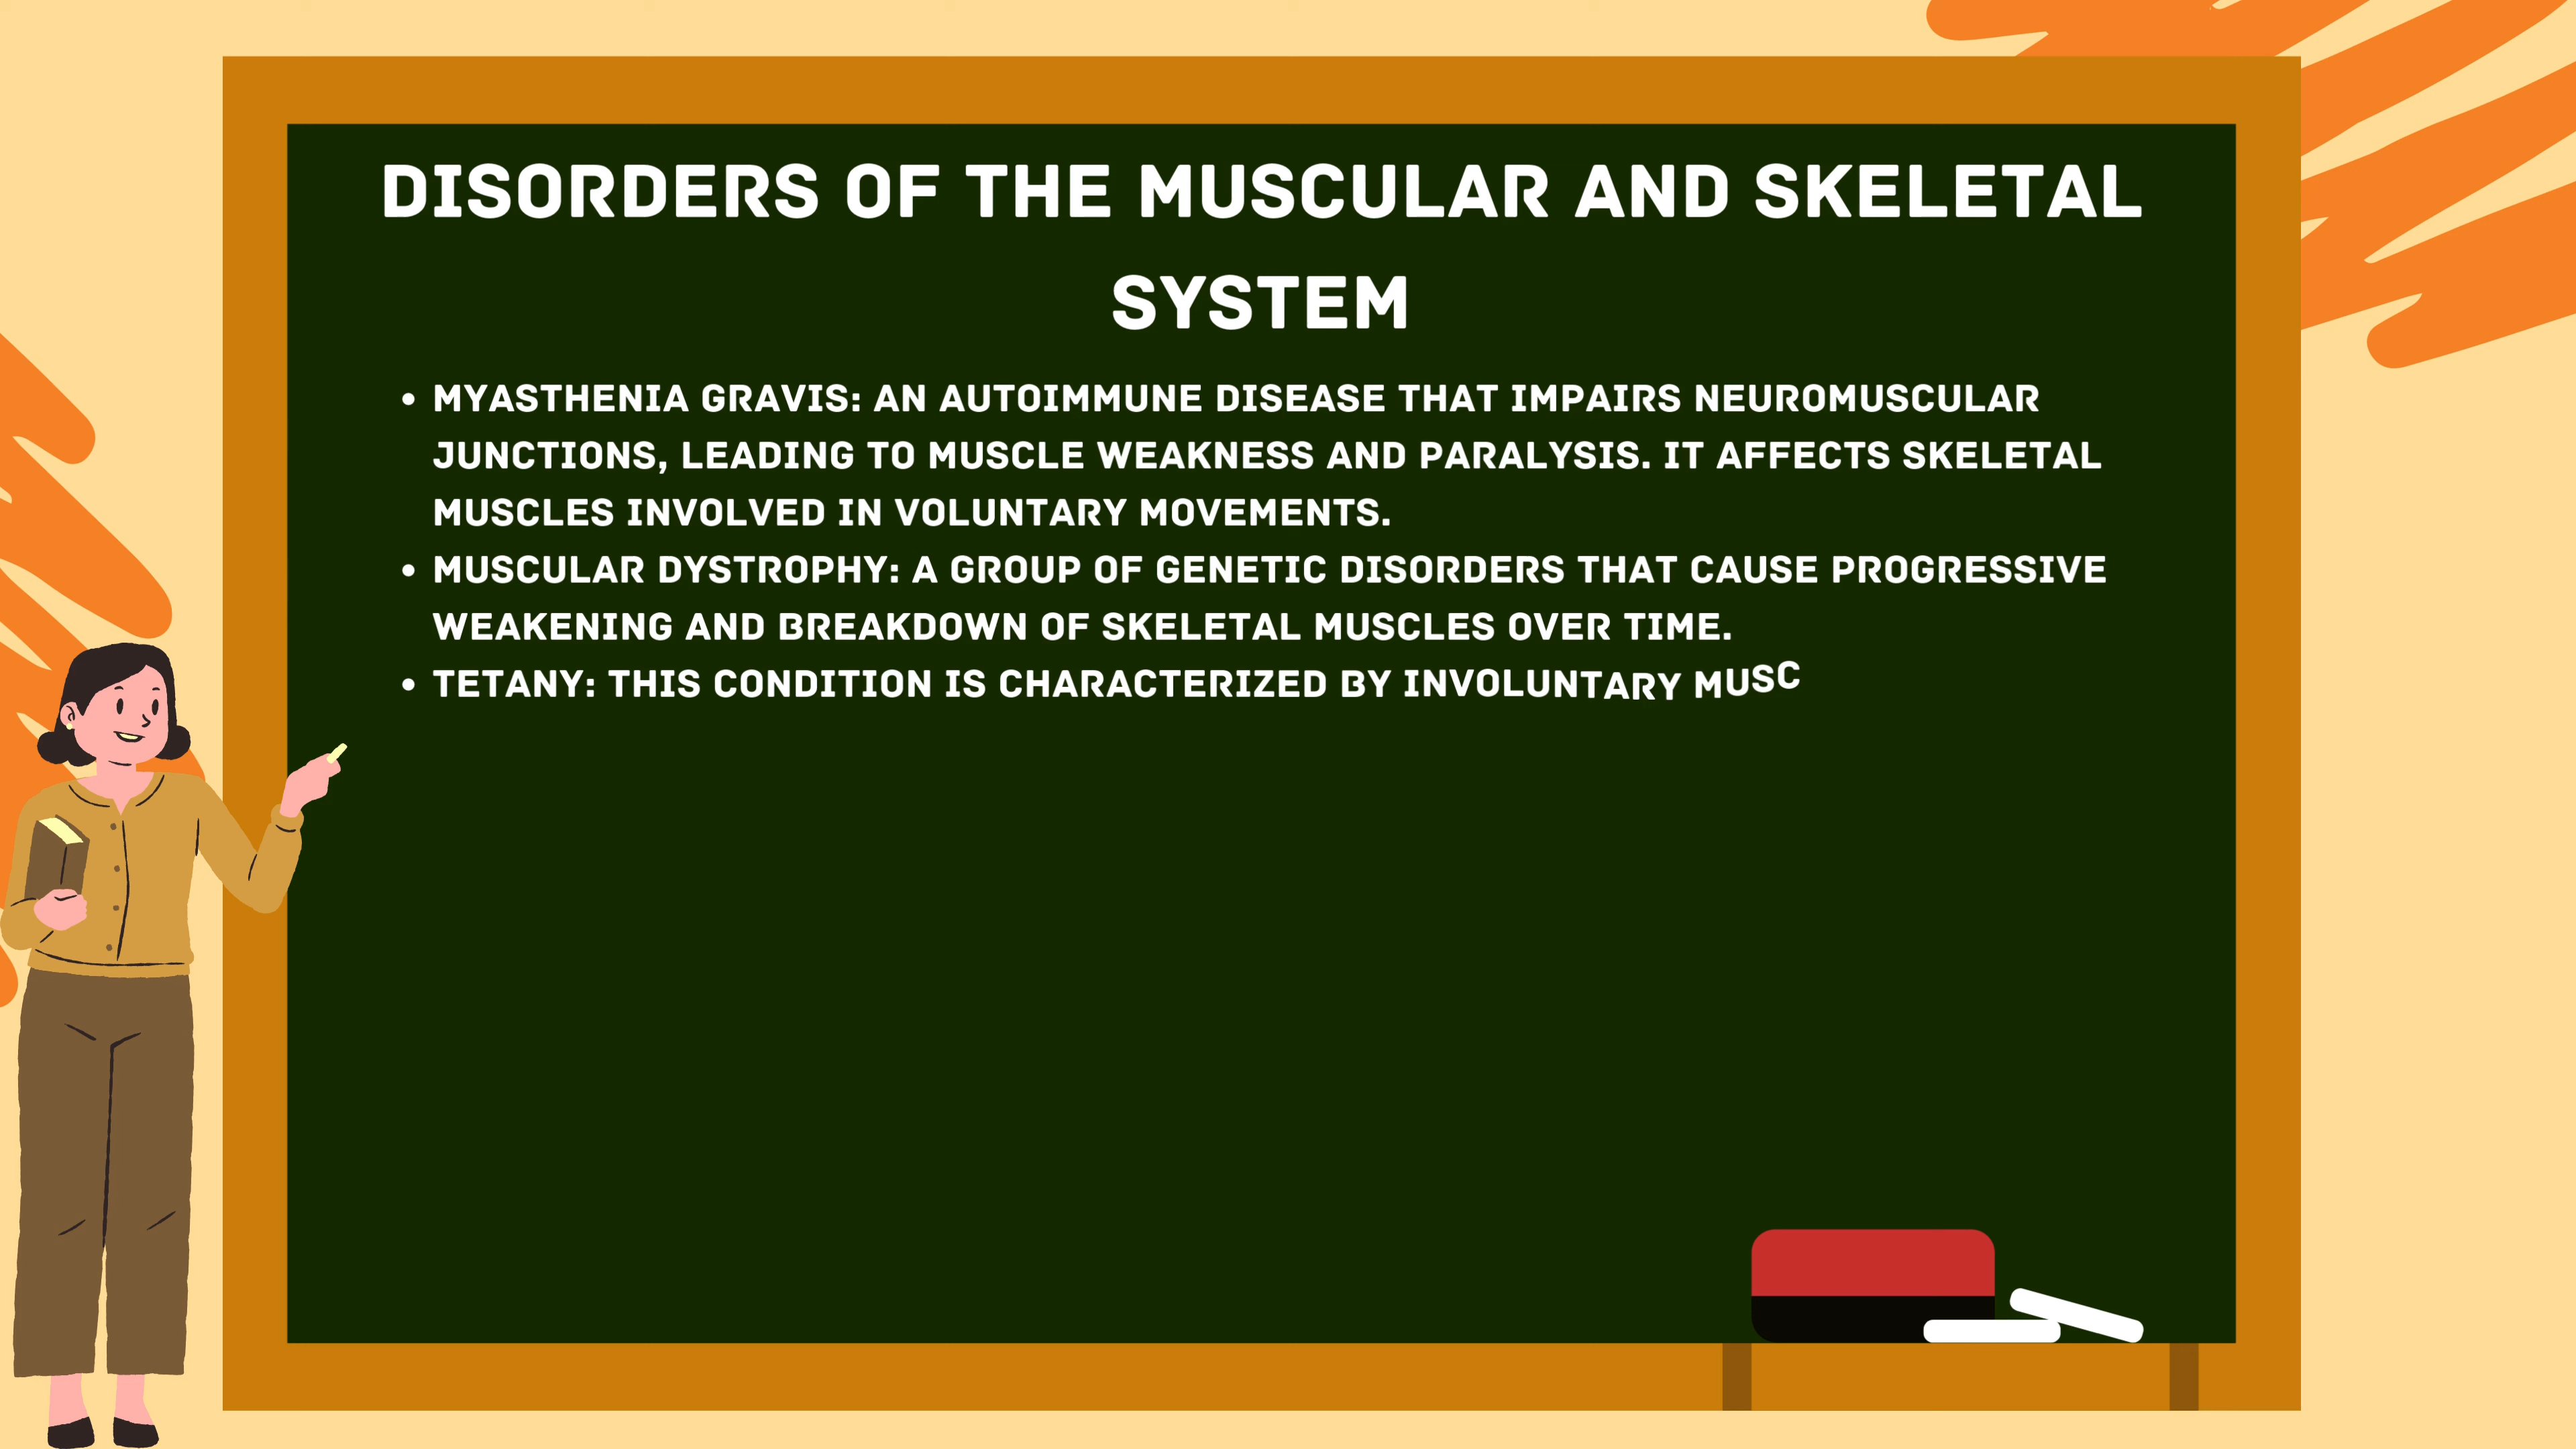 DISORDERS OF THE MUSCULAR AND SKELETAL
SYSTEM
• MYASTHENIA GRAVIS: AN AUTOIMMUNE DISEASE THAT IMPAIRS NEUROMUSCULAR
JUNCTIONS, LEADING TO MUSCLE WEAKNESS AND PARALYSIS. IT AFFECTS SKELETAL
MUSCLES INVOLVED IN VOLUNTARY MOVEMENTS.
• MUSCULAR DYSTROPHY: A GROUP OF GENETIC DISORDERS THAT CAUSE PROGRESSIVE
WEAKENING AND BREAKDOWN OF SKELETAL MUSCLES OVER TIME.
• TETANY: THIS CONDITION IS CHARACTERIZED BY INVOLUNTARY MUSC